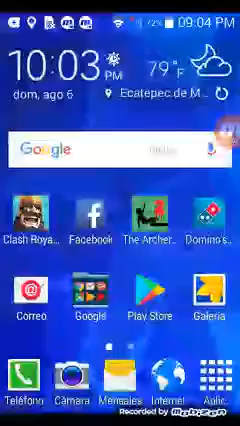 72% 09:04 PM
10:03 PM
79° F
dom, ago 6
Ecatepec de M...
Google
Clash Roya...
Facebook
The Archer..
Domino's..
Correo
Google
Play Store
Galería
Teléfono
Cámara
Mensajes
Internet
Aplic.
Recorded by Mobizen